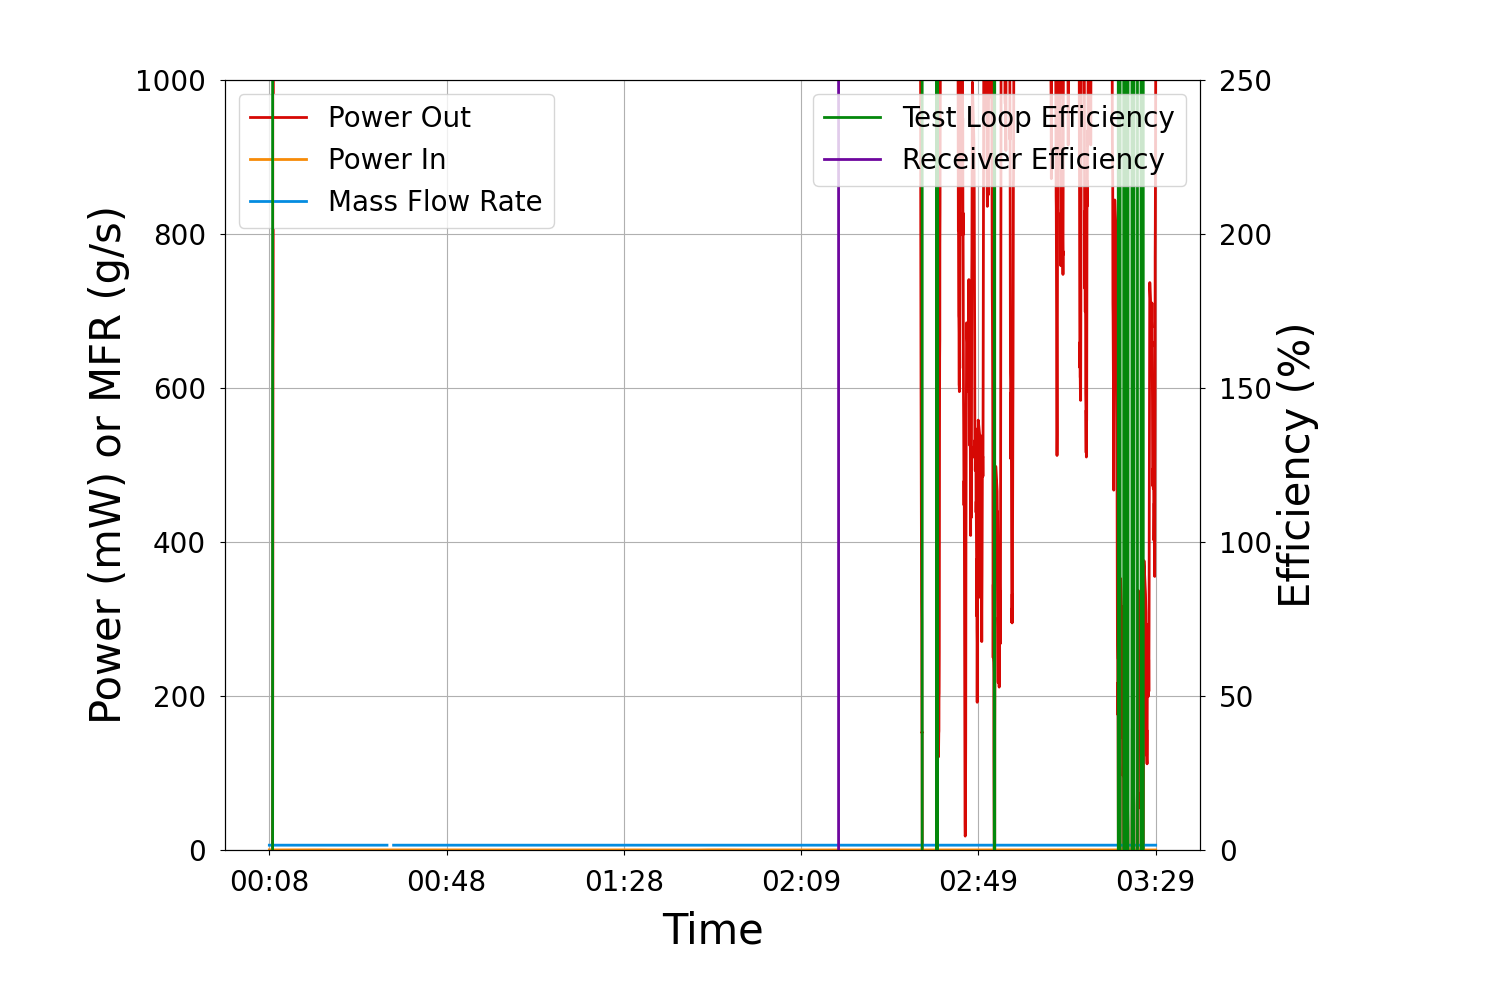 1000
800
600
400
200
0
Power (mW) or MFR (g/s)
Power Out
Power In
Mass Flow Rate
Test Loop Efficiency
Receiver Efficiency
250
200
150
100
50
0
Efficiency (%)
00:08 00:48 01:28 02:09 02:49 03:29
Time